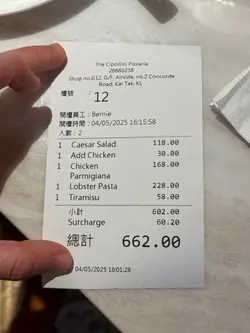 The Cipollini Pizzeria
26660238
Shop no.G12, G/F, Airside, no.2 Concorde
Road, Kai Tak, KL
檯號 : 12
開檯員工 : Bernie
開檯時間 : 04/05/2025 16:15:58
人數 : 2
1 Caesar Salad 118.00
1 Add Chicken 30.00
1 Chicken 168.00
Parmigiana
1 Lobster Pasta 228.00
1 Tiramisu 58.00
小計 602.00
Surcharge 60.20
總計 662.00
04/05/2025 18:01:28